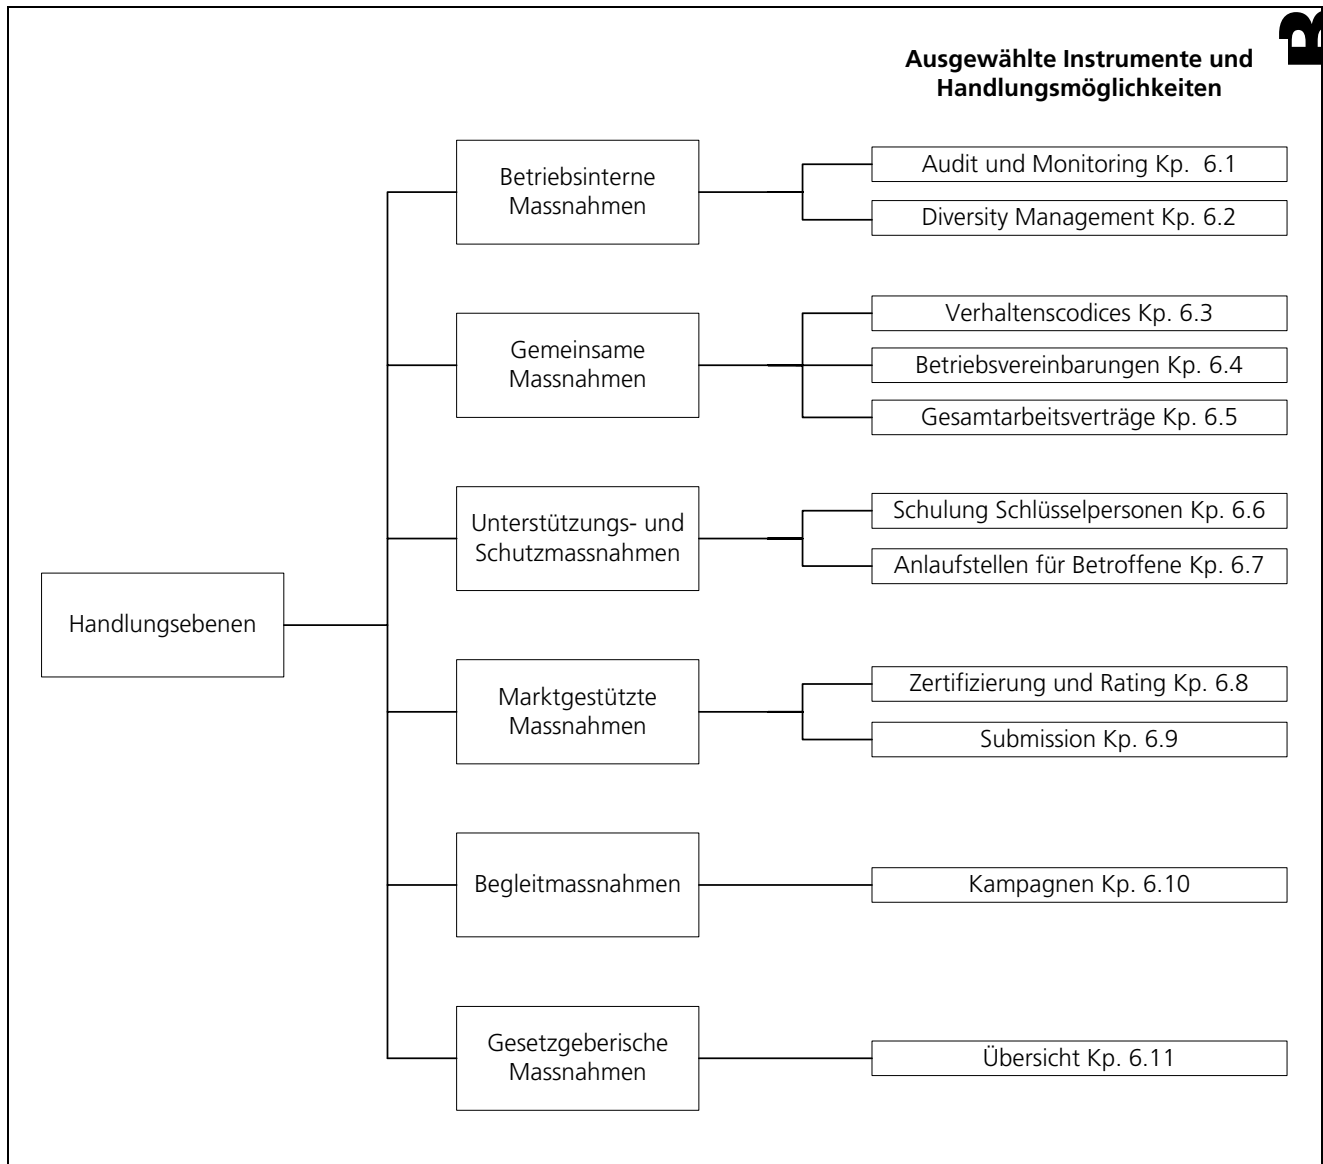 Ausgewählte Instrumente und
Handlungsmöglichkeiten
Handlungsebenen
Betriebsinterne
Massnahmen
Audit und Monitoring Kp.  6.1
Diversity Management Kp. 6.2
Gemeinsame
Massnahmen
Verhaltenscodices Kp. 6.3
Betriebsvereinbarungen Kp. 6.4
Gesamtarbeitsverträge Kp. 6.5
Unterstützungs- und
Schutzmassnahmen
Schulung Schlüsselpersonen Kp. 6.6
Anlaufstellen für Betroffene Kp. 6.7
Marktgestützte
Massnahmen
Zertifizierung und Rating Kp. 6.8
Submission Kp. 6.9
Begleitmassnahmen
Kampagnen Kp. 6.10
Gesetzgeberische
Massnahmen
Übersicht Kp. 6.11